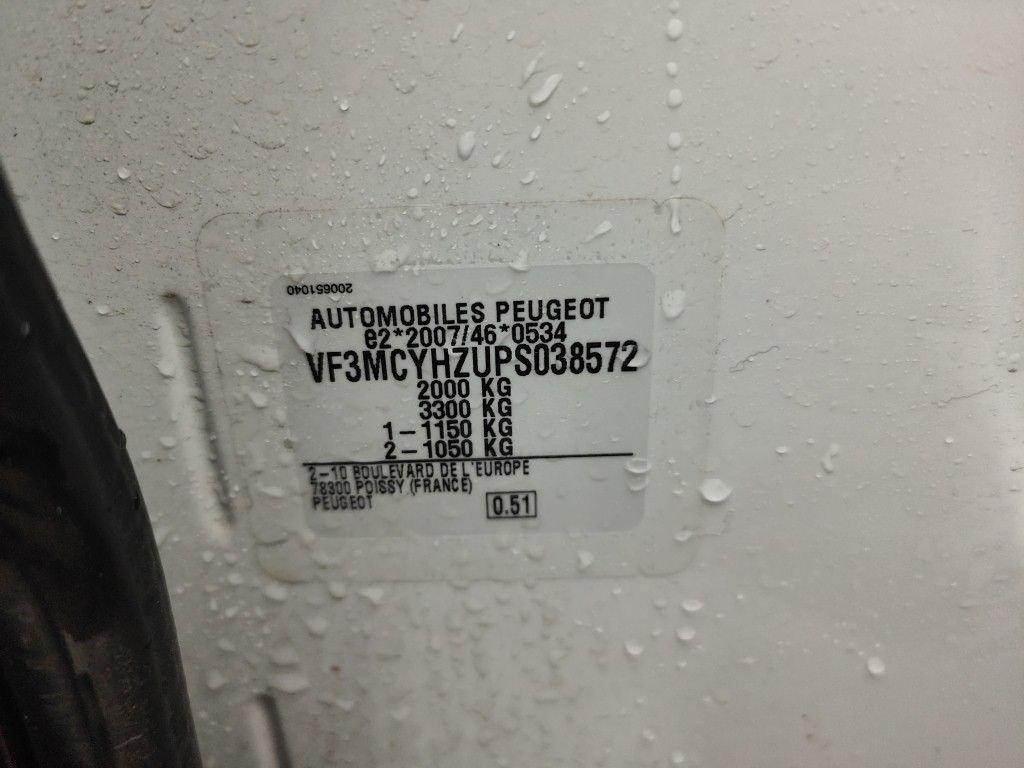 200651040
AUTOMOBILES PEUGEOT
e2*2007/46*0534
VF3MCYHZUPS038572
2000 KG
3300 KG
1-1150 KG
2-1050 KG
2-10 BOULEVARD DE L'EUROPE
78300 POISSY (FRANCE)
PEUGEOT
0.51